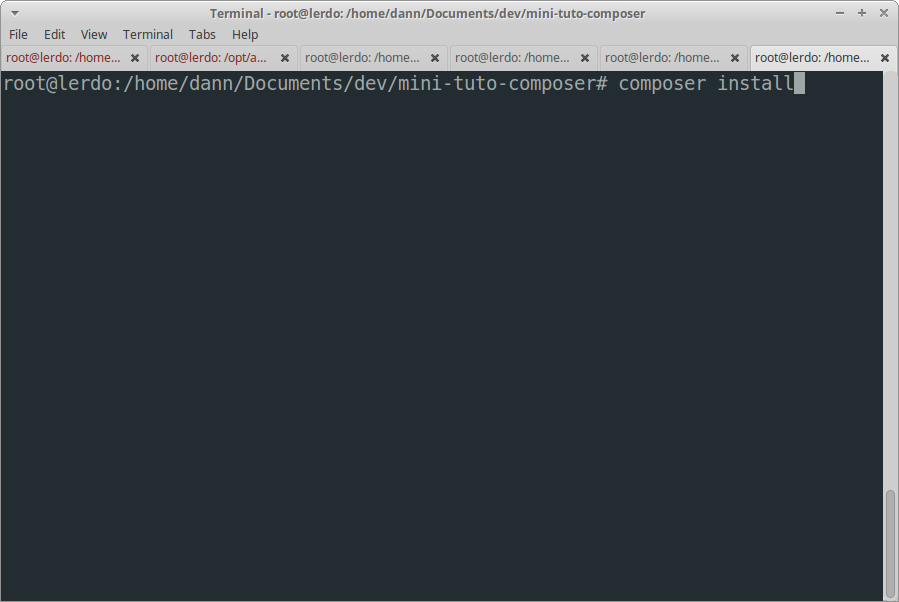 Terminal - root@lerdo: /home/dann/Documents/dev/mini-tuto-composer
File Edit View Terminal Tabs Help
root@lerdo: /home... root@lerdo: /opt/a... root@lerdo: /home... root@lerdo: /home... root@lerdo: /home... root@lerdo: /home...
root@lerdo:/home/dann/Documents/dev/mini-tuto-composer# composer install